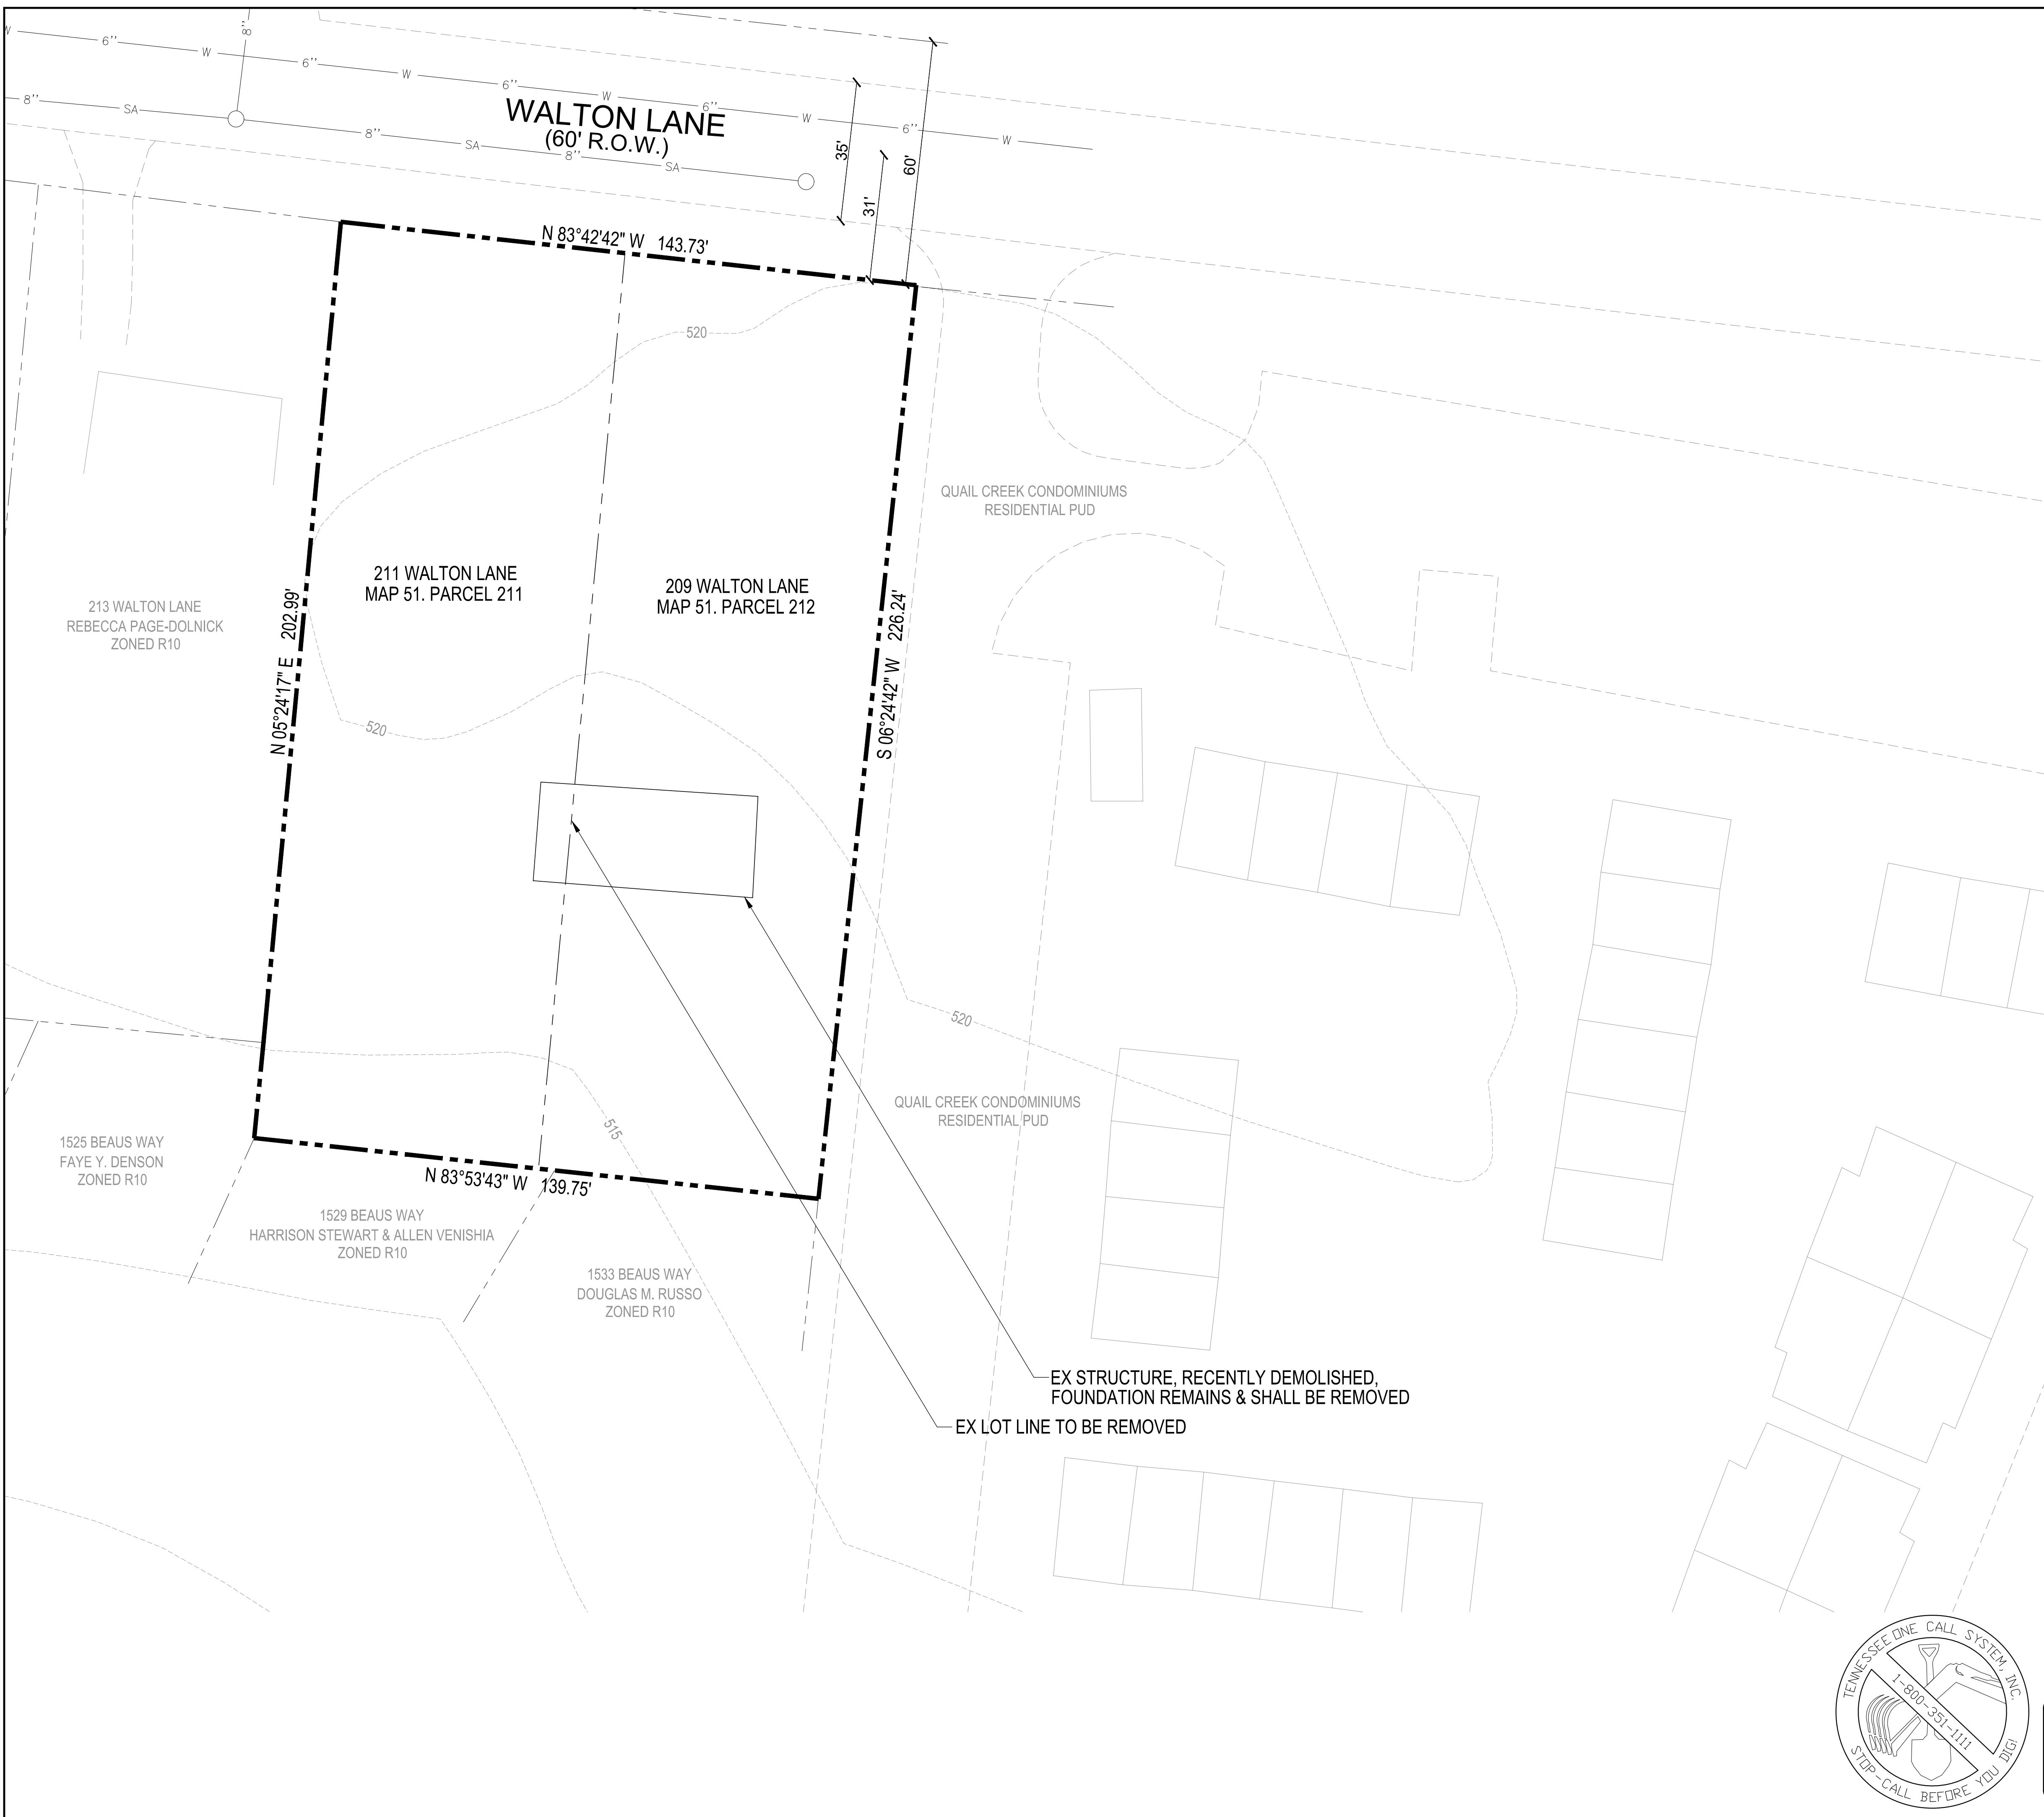 W
6''
W
6''
W
6''
W
6''
W
6''
W
8"
8''
SA
8''
SA
8''
SA
WALTON LANE
(60' R.O.W.)
35'
31'
60'
N 83°42'42" W 143.73'
520
QUAIL CREEK CONDOMINIUMS
RESIDENTIAL PUD
211 WALTON LANE
MAP 51. PARCEL 211
209 WALTON LANE
MAP 51. PARCEL 212
213 WALTON LANE
REBECCA PAGE-DOLNICK
ZONED R10
N 05°24'17" E 202.99'
S 06°24'42" W 226.24'
520
520
515
QUAIL CREEK CONDOMINIUMS
RESIDENTIAL PUD
1525 BEAUS WAY
FAYE Y. DENSON
ZONED R10
N 83°53'43" W 139.75'
1529 BEAUS WAY
HARRISON STEWART & ALLEN VENISHIA
ZONED R10
1533 BEAUS WAY
DOUGLAS M. RUSSO
ZONED R10
EX STRUCTURE, RECENTLY DEMOLISHED,
FOUNDATION REMAINS & SHALL BE REMOVED
EX LOT LINE TO BE REMOVED
TENNESSEE ONE CALL SYSTEM, INC.
1-800-351-1111
STOP-CALL BEFORE YOU DIG!